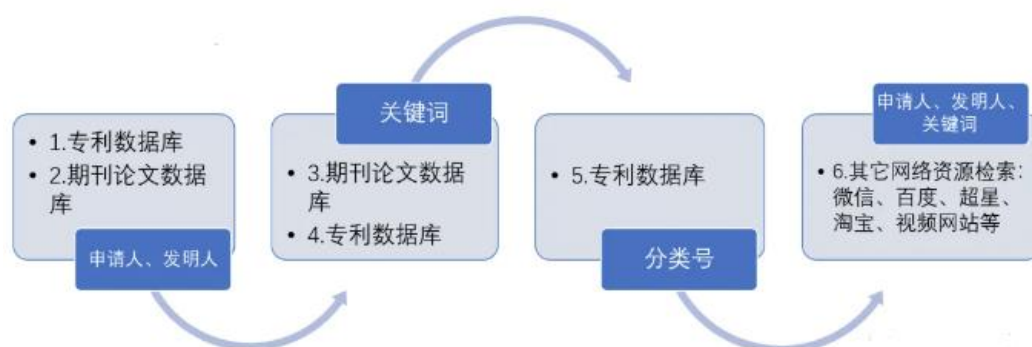 • 1.专利数据库
• 2.期刊论文数据
库
申请人、发明人
关键词
• 3.期刊论文数据
库
• 4.专利数据库
• 5.专利数据库
分类号
申请人、发明人、
关键词
• 6.其它网络资源检索：
微信、百度、超星、
淘宝、视频网站等